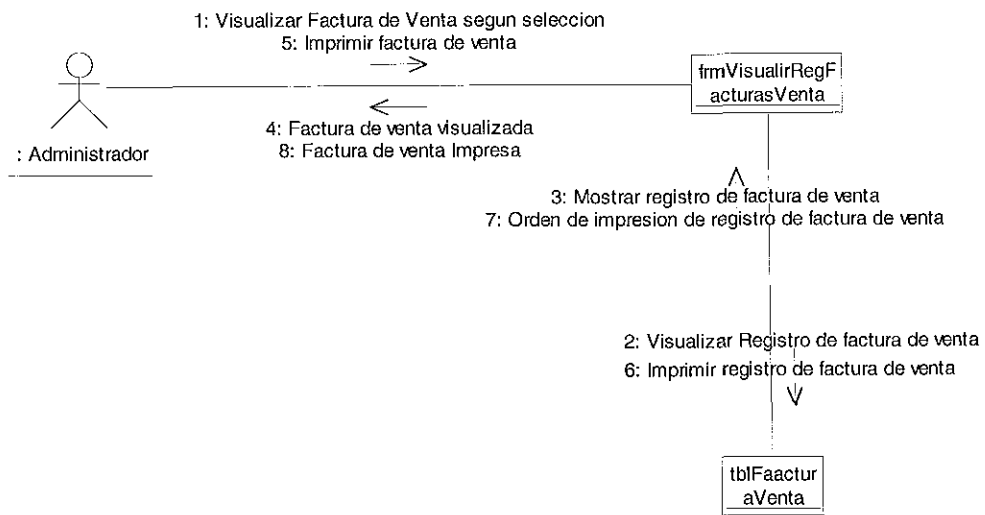 1: Visualizar Factura de Venta segun seleccion
5: Imprimir factura de venta
frmVisualirRegF
acturasVenta
4: Factura de venta visualizada
8: Factura de venta Impresa
: Administrador
3: Mostrar registro de factura de venta
7: Orden de impresion de registro de factura de venta
2: Visualizar Registro de factura de venta
6: Imprimir registro de factura de venta
tblFaactur
aVenta